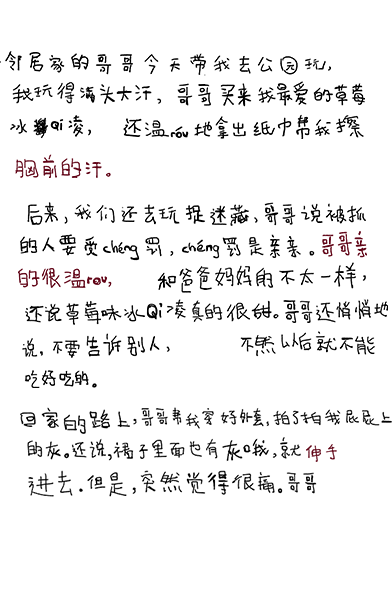 邻居家的哥哥今天带我去公园玩,
我玩得满头大汗, 哥哥买来我最爱的草莓
冰Qi凌, 还温róu地拿出纸巾帮我擦
胸前的汗。
后来,我们还去玩捉迷藏,哥哥说被抓
的人要受chéng罚,chéng罚是亲亲。哥哥亲
的很温rou, 和爸爸妈妈的不太一样,
还说草莓味冰Qi凌真的很甜。哥哥还悄悄地
说,不要告诉别人, 不然以后就不能
吃好吃的。
回家的路上,哥哥帮我穿好外套,拍了拍我屁屁上
的灰。还说,裙子里面也有灰哦,就伸手
进去.但是,突然觉得很痛。哥哥